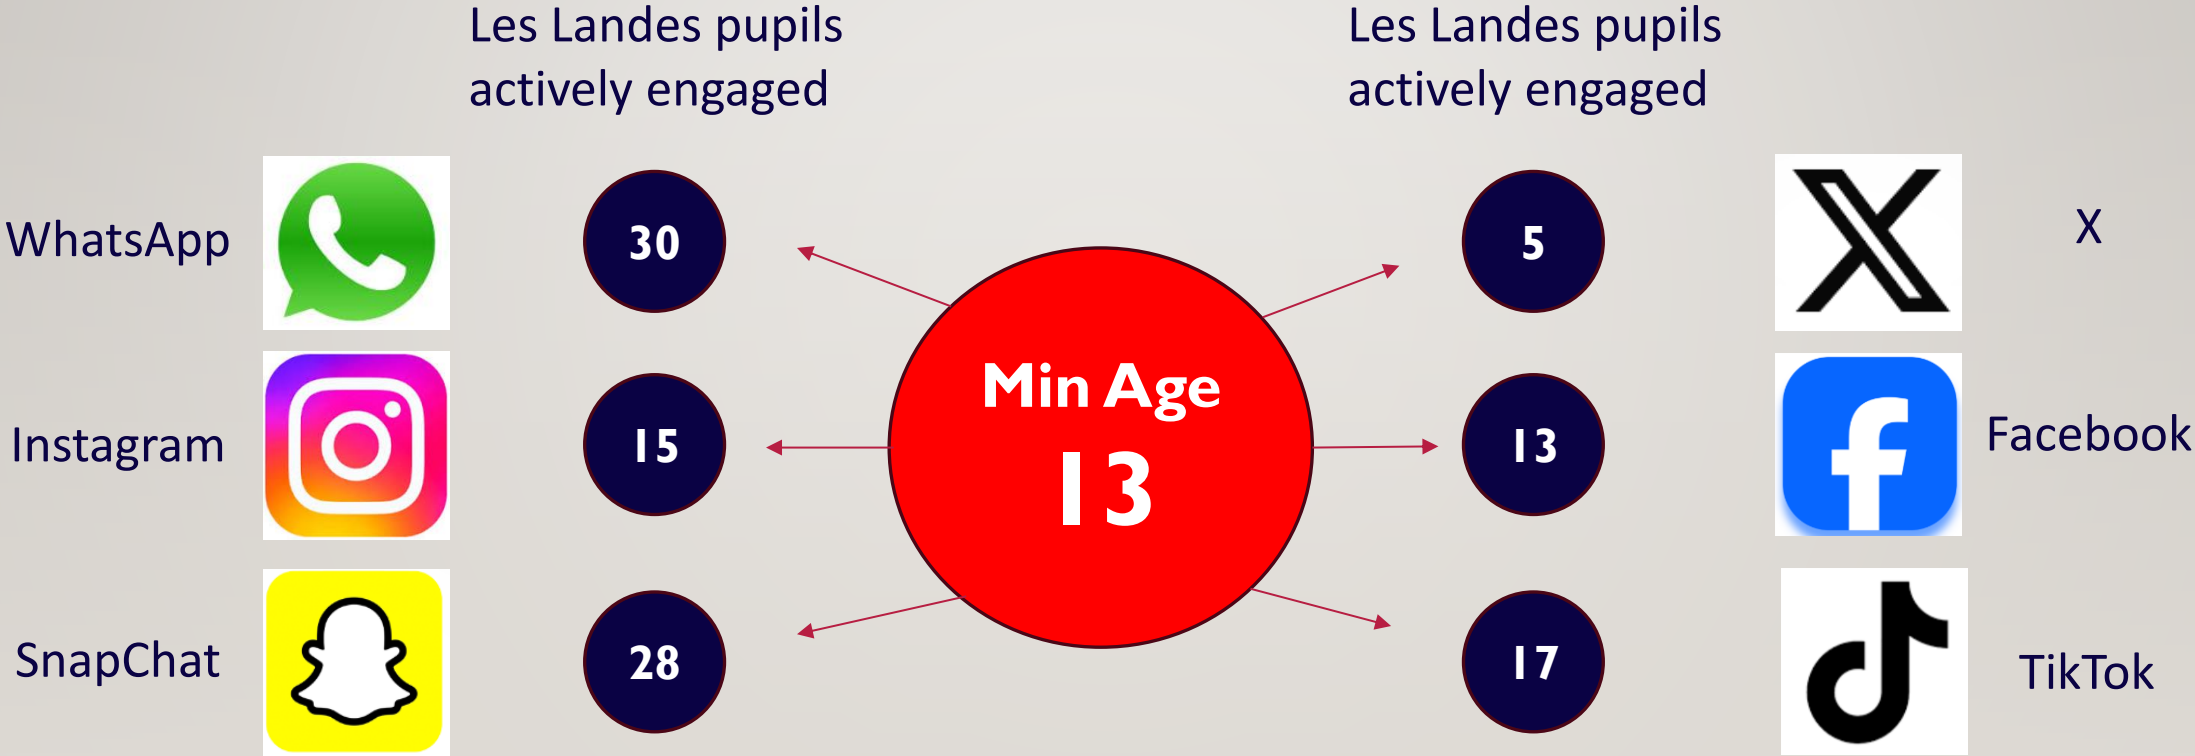 Les Landes pupils
actively engaged
Les Landes pupils
actively engaged
WhatsApp
30
5
X
Min Age
13
Instagram
15
13
Facebook
SnapChat
28
17
TikTok